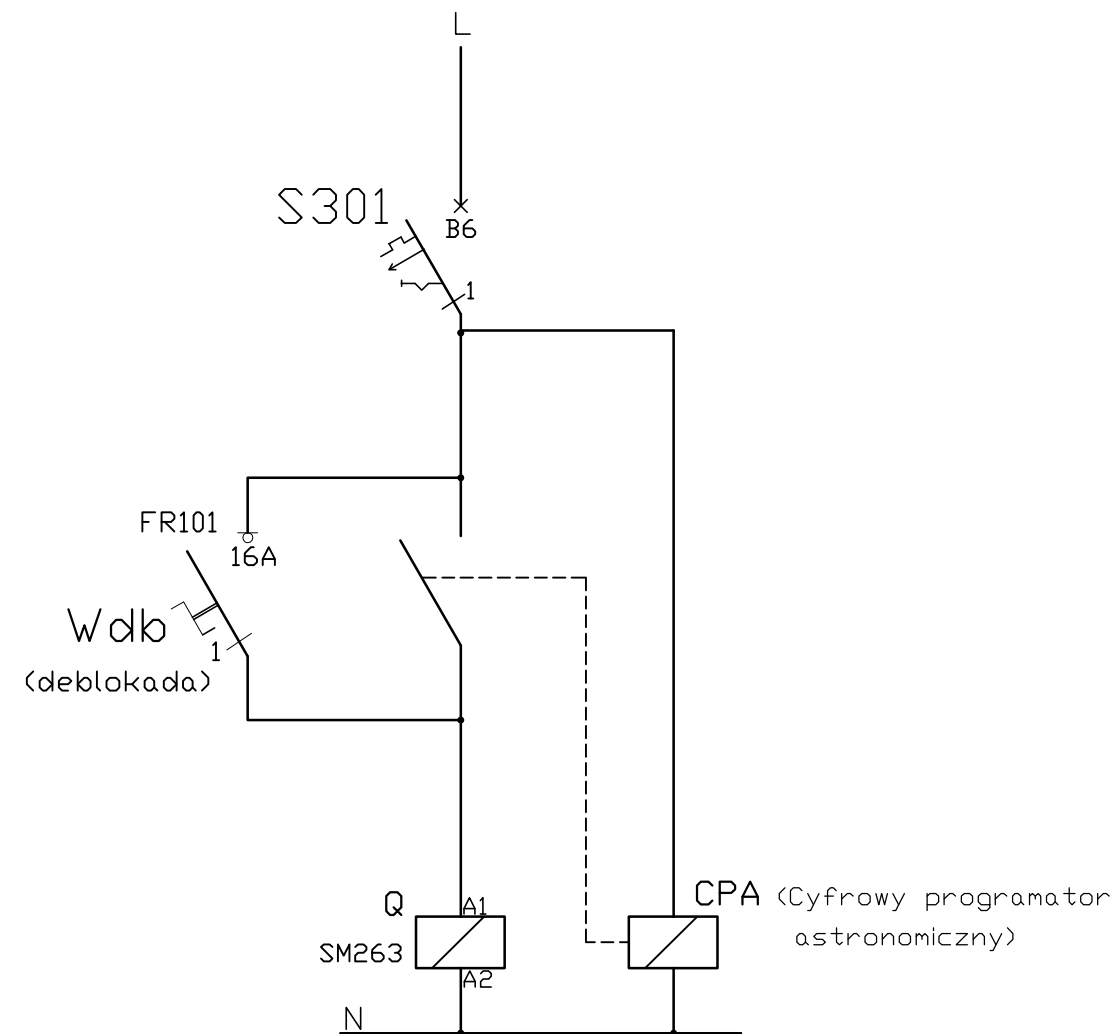 L
S301
B6
1
FR101
16A
Wdb
1
(deblokada)
Q
A1
CPA (Cyfrowy programator
astronomiczny)
SM263
A2
N